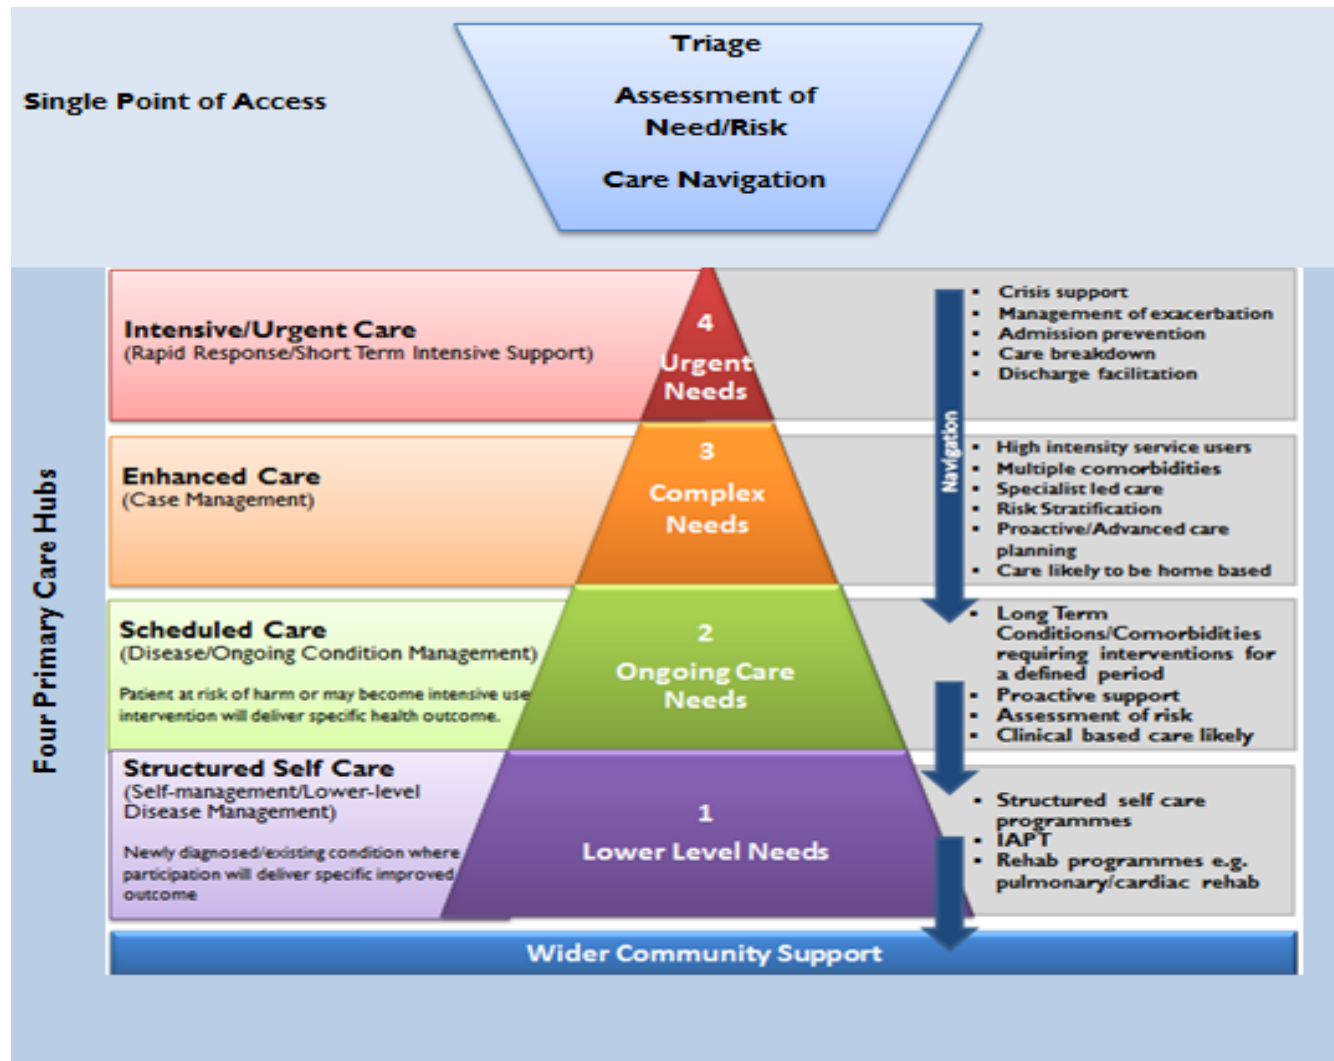 Triage
Assessment of
Need/Risk
Care Navigation
Single Point of Access
Four Primary Care Hubs
Intensive/Urgent Care
(Rapid Response/Short Term Intensive Support)
4
Urgent
Needs
Crisis support
Management of exacerbation
Admission prevention
Care breakdown
Discharge facilitation
Navigation
Enhanced Care
(Case Management)
3
Complex
Needs
High intensity service users
Multiple comorbidities
Specialist led care
Risk Stratification
Proactive/Advanced care
planning
Care likely to be home based
Scheduled Care
(Disease/Ongoing Condition Management)
Patient at risk of harm or may become intensive use
intervention will deliver specific health outcome.
2
Ongoing Care
Needs
Long Term
Conditions/Comorbidities
requiring interventions for
a defined period
Proactive support
Assessment of risk
Clinical based care likely
Structured Self Care
(Self-management/Lower-level
Disease Management)
Newly diagnosed/existing condition where
participation will deliver specific improved
outcome
1
Lower Level Needs
Structured self care
programmes
IAPT
Rehab programmes e.g.
pulmonary/cardiac rehab
Wider Community Support